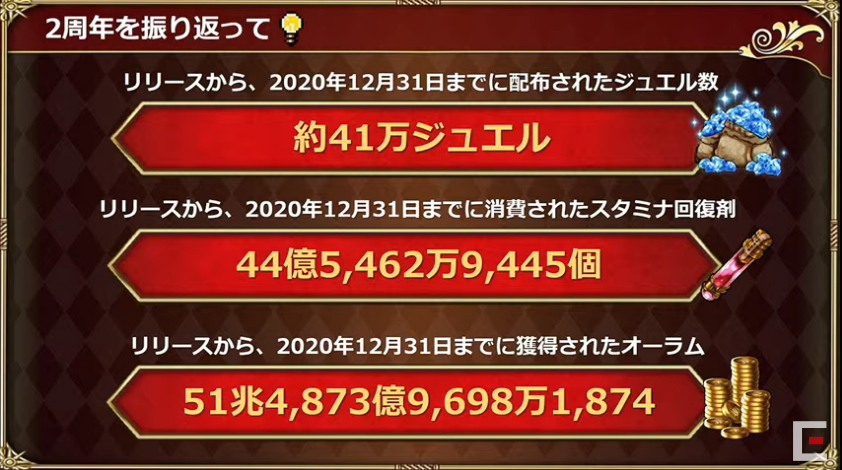 2周年を振り返って
リリースから、2020年12月31日までに配布されたジュエル数
約41万ジュエル
リリースから、2020年12月31日までに消費されたスタミナ回復剤
44億5,462万9,445個
リリースから、2020年12月31日までに獲得されたオーラム
51兆4,873億9,698万1,874